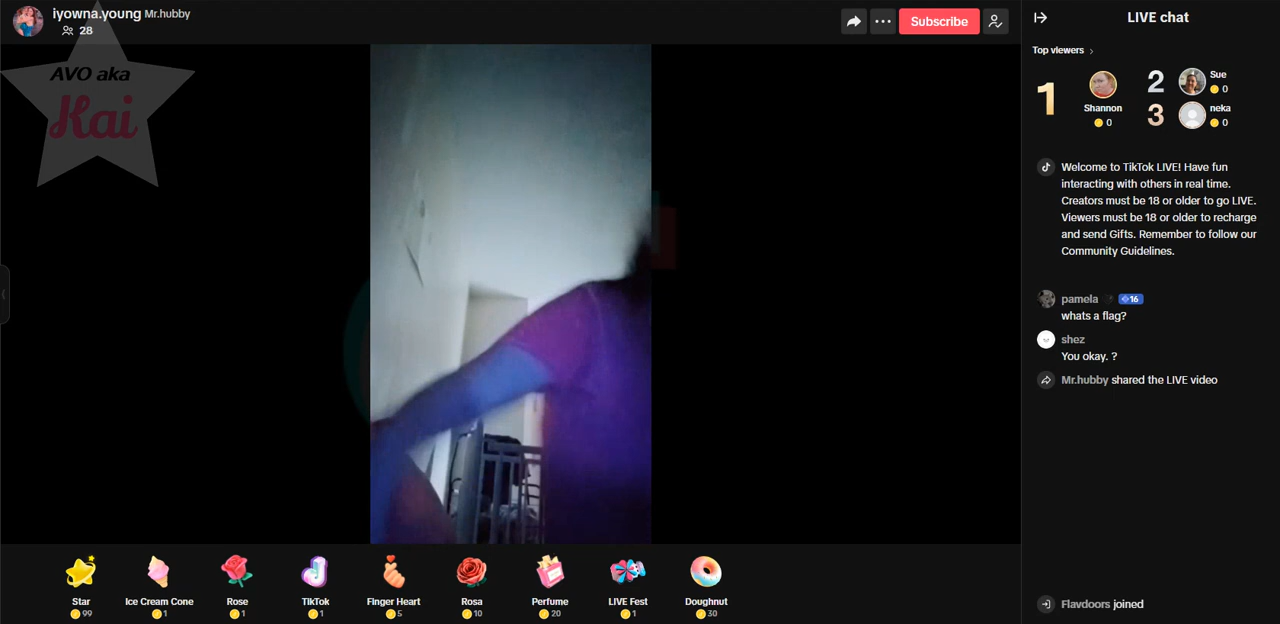 iyowna.young Mr.hubby
28
Subscribe
AVO aka
Kai
LIVE chat
Top viewers
1
Shannon
0
2
Sue
0
3
neka
0
Welcome to TikTok LIVE! Have fun
interacting with others in real time.
Creators must be 18 or older to go LIVE.
Viewers must be 18 or older to recharge
and send Gifts. Remember to follow our
Community Guidelines.
pamela 16
whats a flag?
shez
You okay. ?
Mr.hubby shared the LIVE video
Flavdoors joined
Star
99
Ice Cream Cone
1
Rose
1
TikTok
1
Finger Heart
5
Rosa
10
Perfume
20
LIVE Fest
1
Doughnut
30